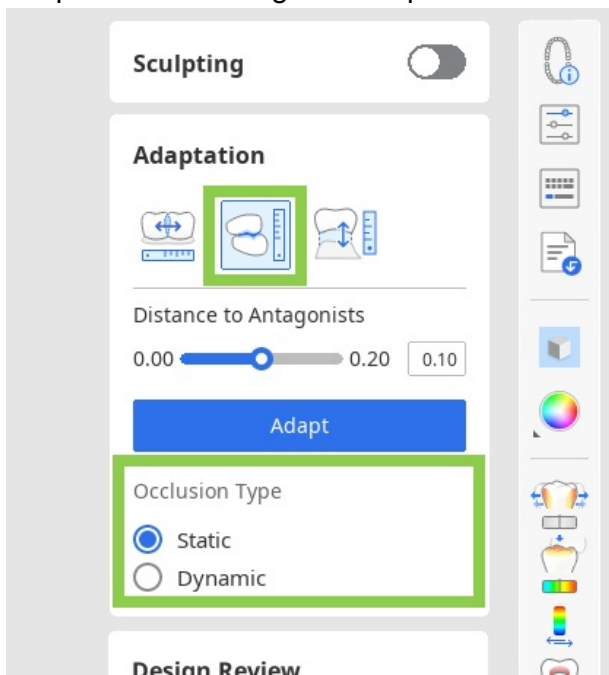 Sculpting
Adaptation
Distance to Antagonists
0.00 0.20 0.10
Adapt
Occlusion Type
Static
Dynamic
Design Review